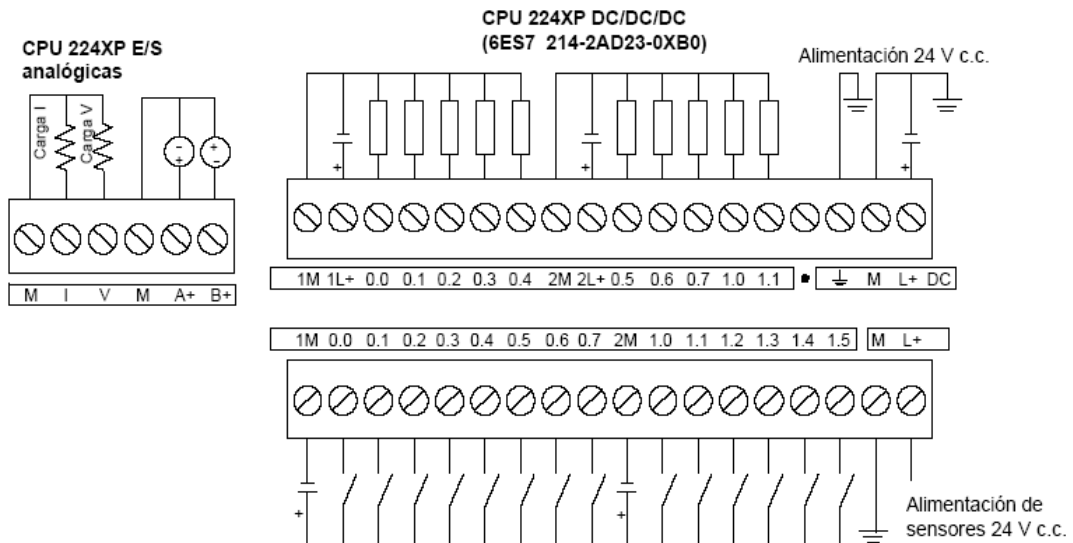 CPU 224XP DC/DC/DC
(6ES7 214-2AD23-0XB0)
CPU 224XP E/S
analógicas
Alimentación 24 V c.c.
Carga I
Carga V
- + + -
+ + +
M I V M A+ B+
1M 1L+ 0.0 0.1 0.2 0.3 0.4 2M 2L+ 0.5 0.6 0.7 1.0 1.1 M L+ DC
1M 0.0 0.1 0.2 0.3 0.4 0.5 0.6 0.7 2M 1.0 1.1 1.2 1.3 1.4 1.5 M L+
+ +
Alimentación de
sensores 24 V c.c.